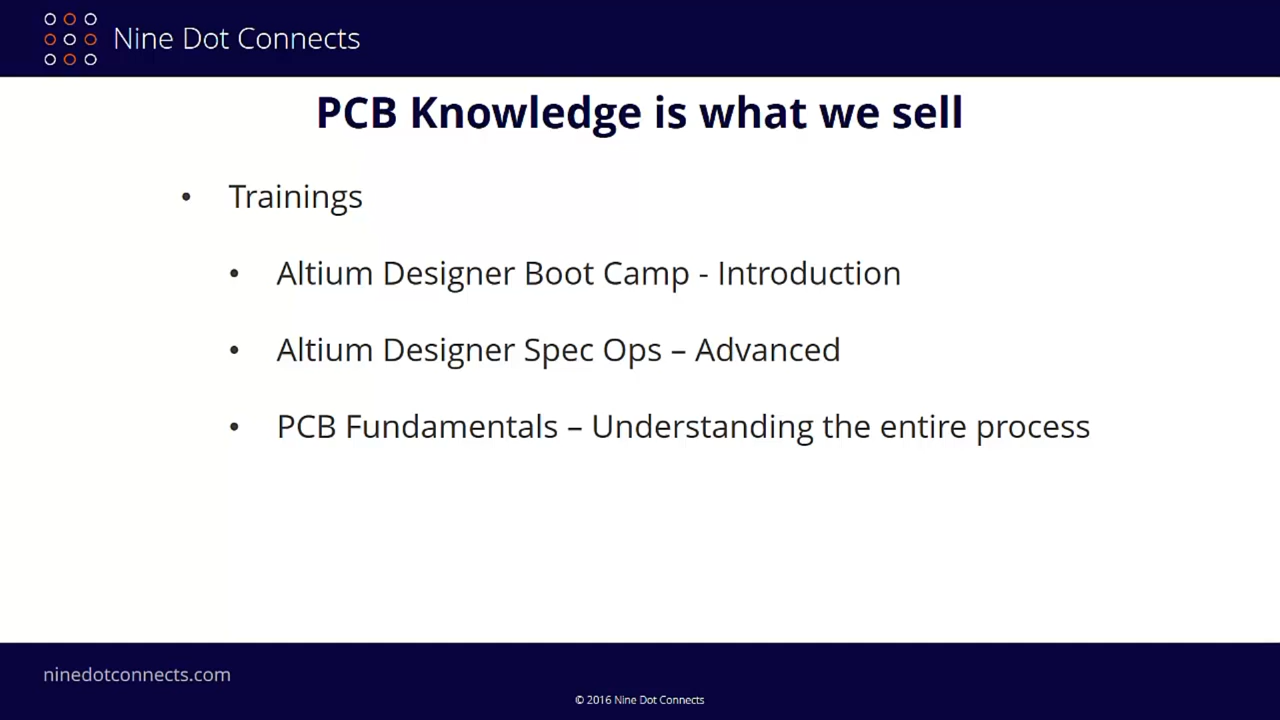 Nine Dot Connects
PCB Knowledge is what we sell
• Trainings
• Altium Designer Boot Camp - Introduction
• Altium Designer Spec Ops – Advanced
• PCB Fundamentals – Understanding the entire process
ninedotconnects.com
© 2016 Nine Dot Connects